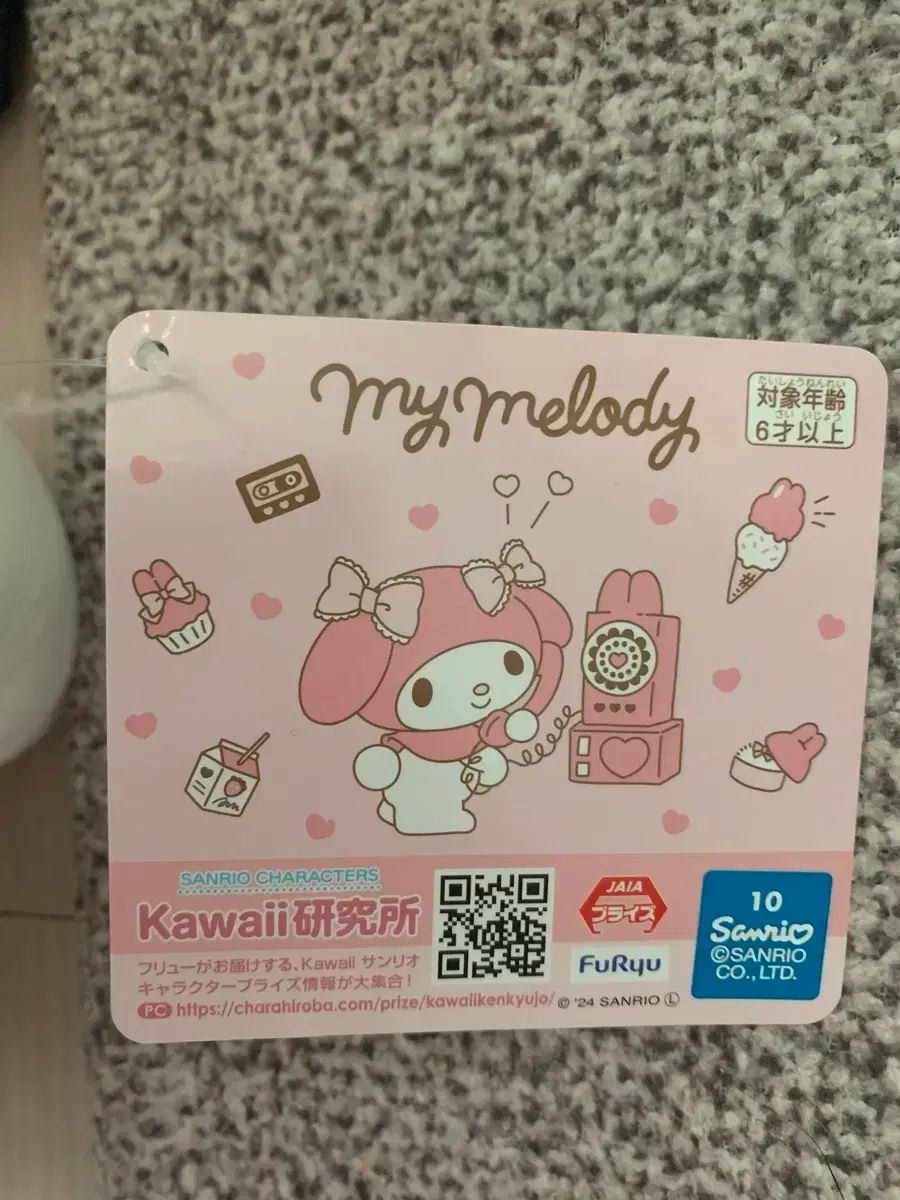 my melody
たいしょうねんれい
対象年齢
さい いじょう
6才以上
SANRIO CHARACTERS
Kawaii研究所
フリューがお届けする、Kawaii サンリオ
キャラクタープライズ情報が大集合!
PC https://charahiroba.com/prize/kawaiikenkyujo/
JAIA
プライズ
FuRyu
© '24 SANRIO Ⓛ
10
Sanrio
©SANRIO
CO., LTD.